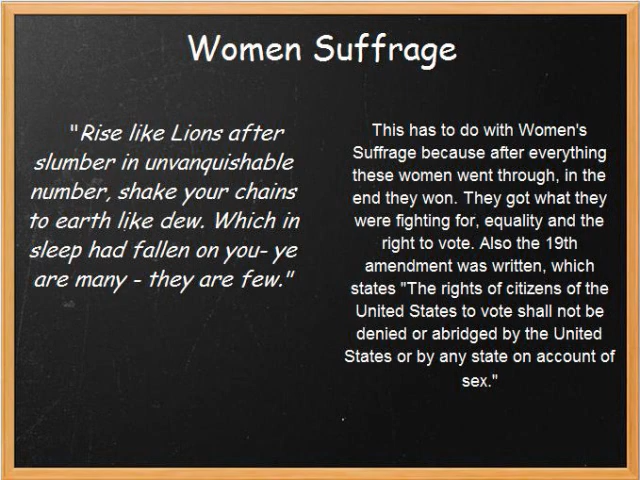 Women Suffrage
"Rise like Lions after
slumber in unvanquishable
number, shake your chains
to earth like dew. Which in
sleep had fallen on you- ye
are many - they are few."
This has to do with Women's
Suffrage because after everything
these women went through, in the
end they won. They got what they
were fighting for, equality and the
right to vote. Also the 19th
amendment was written, which
states "The rights of citizens of the
United States to vote shall not be
denied or abridged by the United
States or by any state on account of
sex."